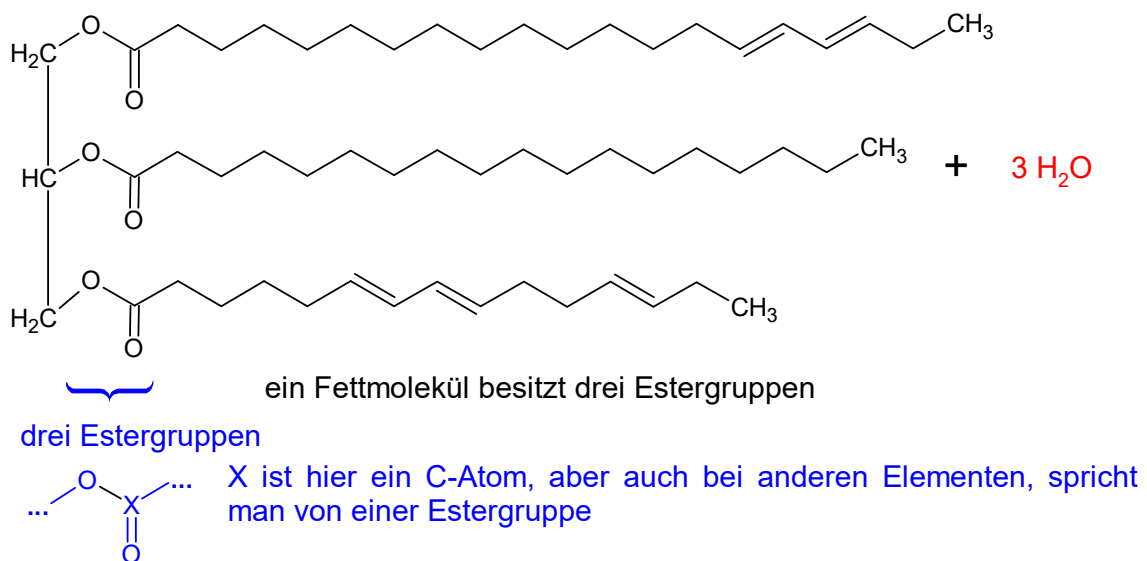 O
H₂C
CH₃
O
O
HC
CH₃
+ 3 H₂O
O
O
H₂C
CH₃
O
ein Fettmolekül besitzt drei Estergruppen
drei Estergruppen
... O X ...
O
X ist hier ein C-Atom, aber auch bei anderen Elementen, spricht
man von einer Estergruppe